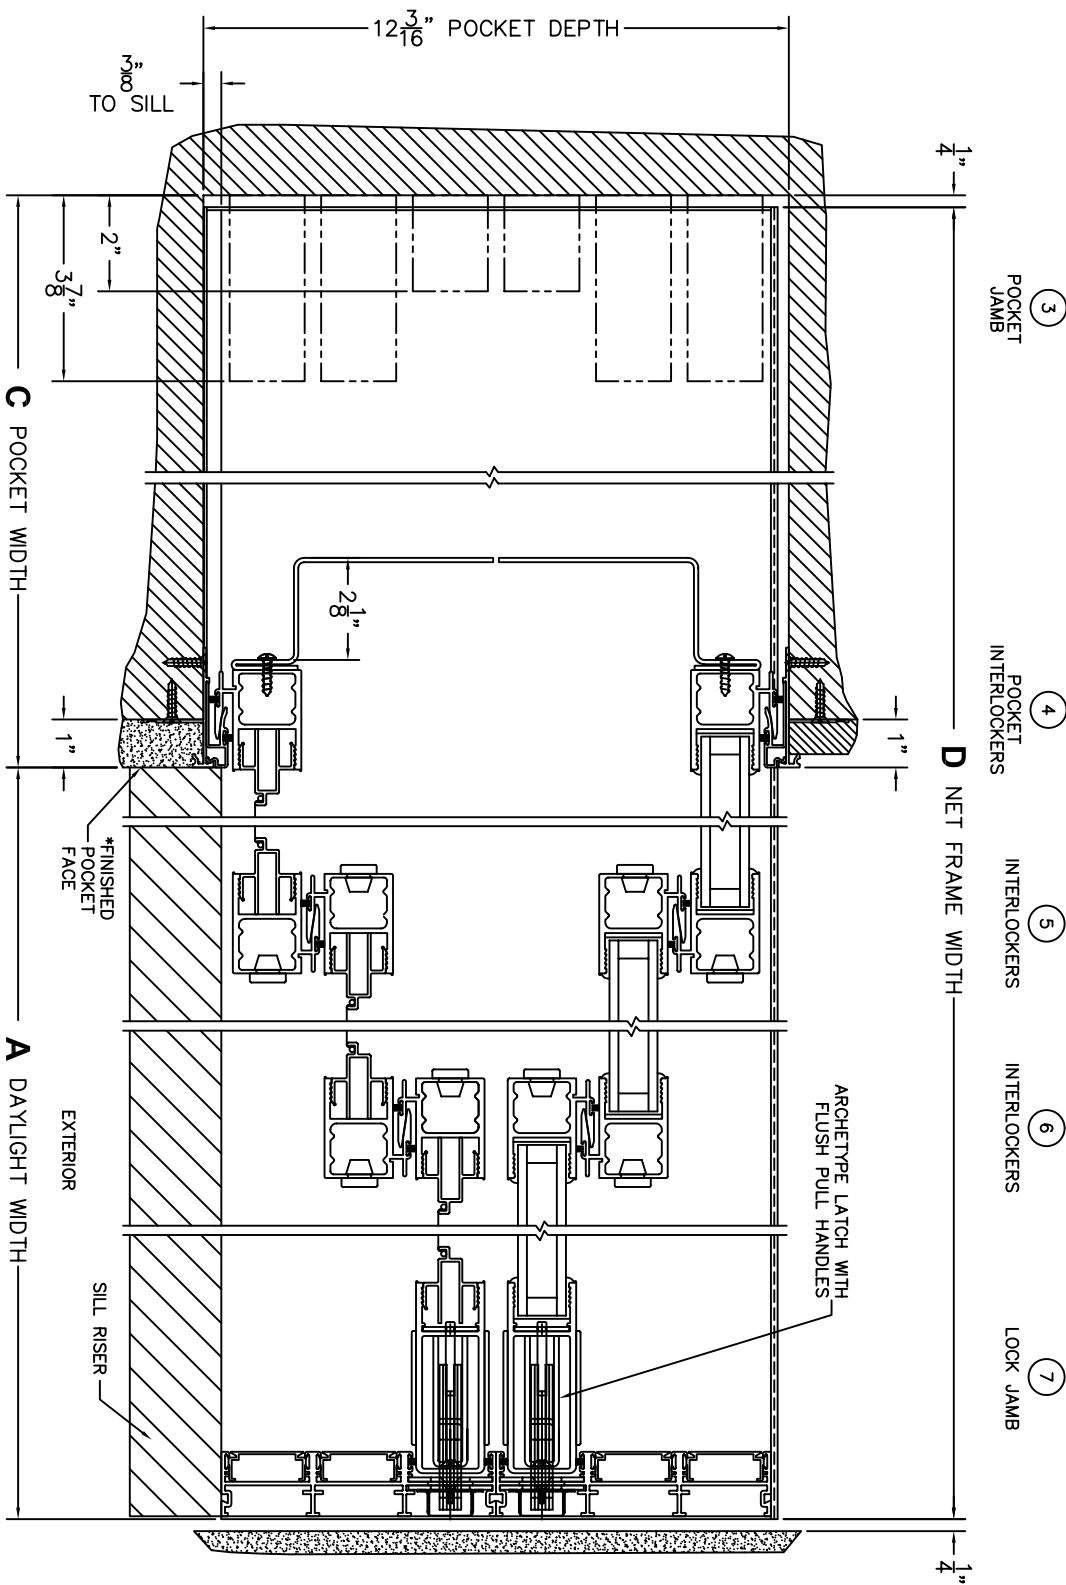 12 3/16" POCKET DEPTH
3/8"
TO SILL
1/4"
3
POCKET
JAMB
2"
3 7/8"
C POCKET WIDTH
2 1/8"
4
POCKET
INTERLOCKERS
1"
1"
D NET FRAME WIDTH
*FINISHED
POCKET
FACE
5
INTERLOCKERS
6
INTERLOCKERS
A DAYLIGHT WIDTH
EXTERIOR
ARCHETYPE LATCH WITH
FLUSH PULL HANDLES
SILL RISER
7
LOCK JAMB
1/4"